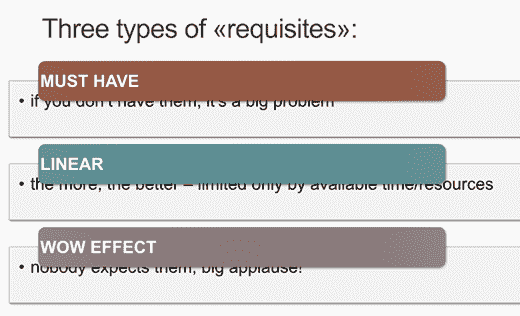 Three types of «requisites»:
MUST HAVE
• if you don't have them, it's a big problem
LINEAR
• the more, the better – limited only by available time/resources
WOW EFFECT
• nobody expects them, big applause!